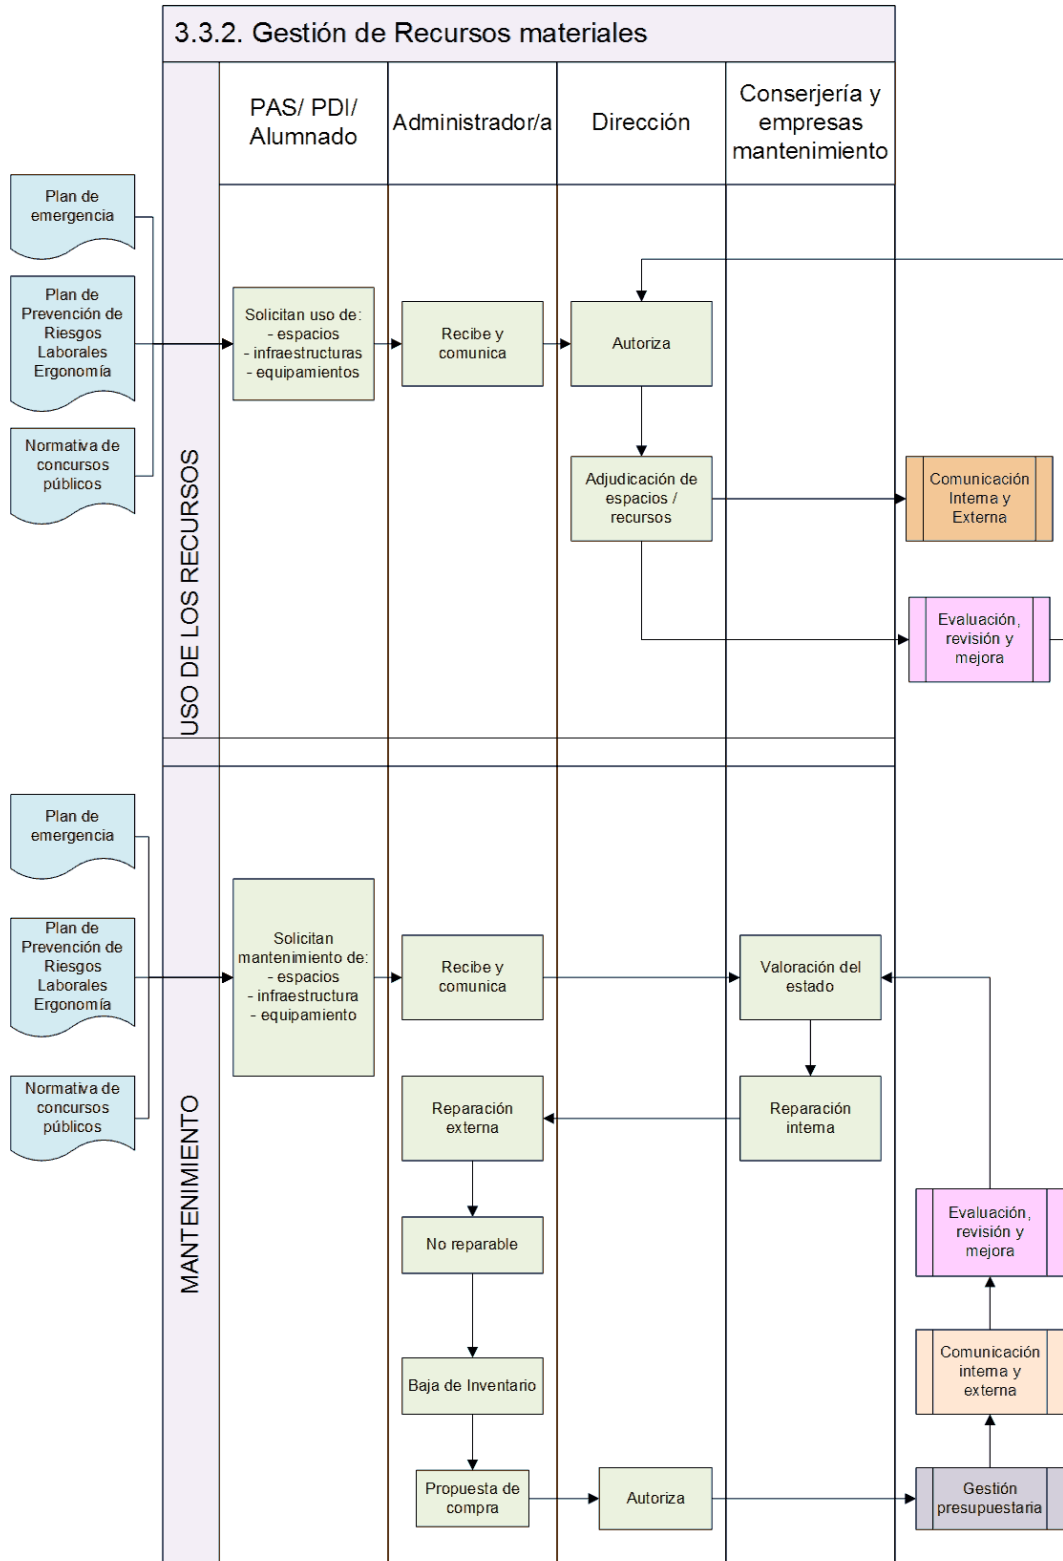 3.3.2. Gestión de Recursos materiales
PAS/ PDI/
Alumnado
Administrador/a
Dirección
Conserjería y
empresas
mantenimiento
USO DE LOS RECURSOS
Plan de
emergencia
Plan de
Prevención de
Riesgos
Laborales
Ergonomía
Normativa de
concursos
públicos
Solicitan uso de:
- espacios
- infraestructuras
- equipamientos
Recibe y
comunica
Autoriza
Adjudicación de
espacios /
recursos
Comunicación
Interna y
Externa
Evaluación,
revisión y
mejora
MANTENIMIENTO
Plan de
emergencia
Plan de
Prevención de
Riesgos
Laborales
Ergonomía
Normativa de
concursos
públicos
Solicitan
mantenimiento de:
- espacios
- infraestructura
- equipamiento
Recibe y
comunica
Valoración del
estado
Reparación
externa
Reparación
interna
No reparable
Evaluación,
revisión y
mejora
Baja de Inventario
Comunicación
interna y
externa
Propuesta de
compra
Autoriza
Gestión
presupuestaria